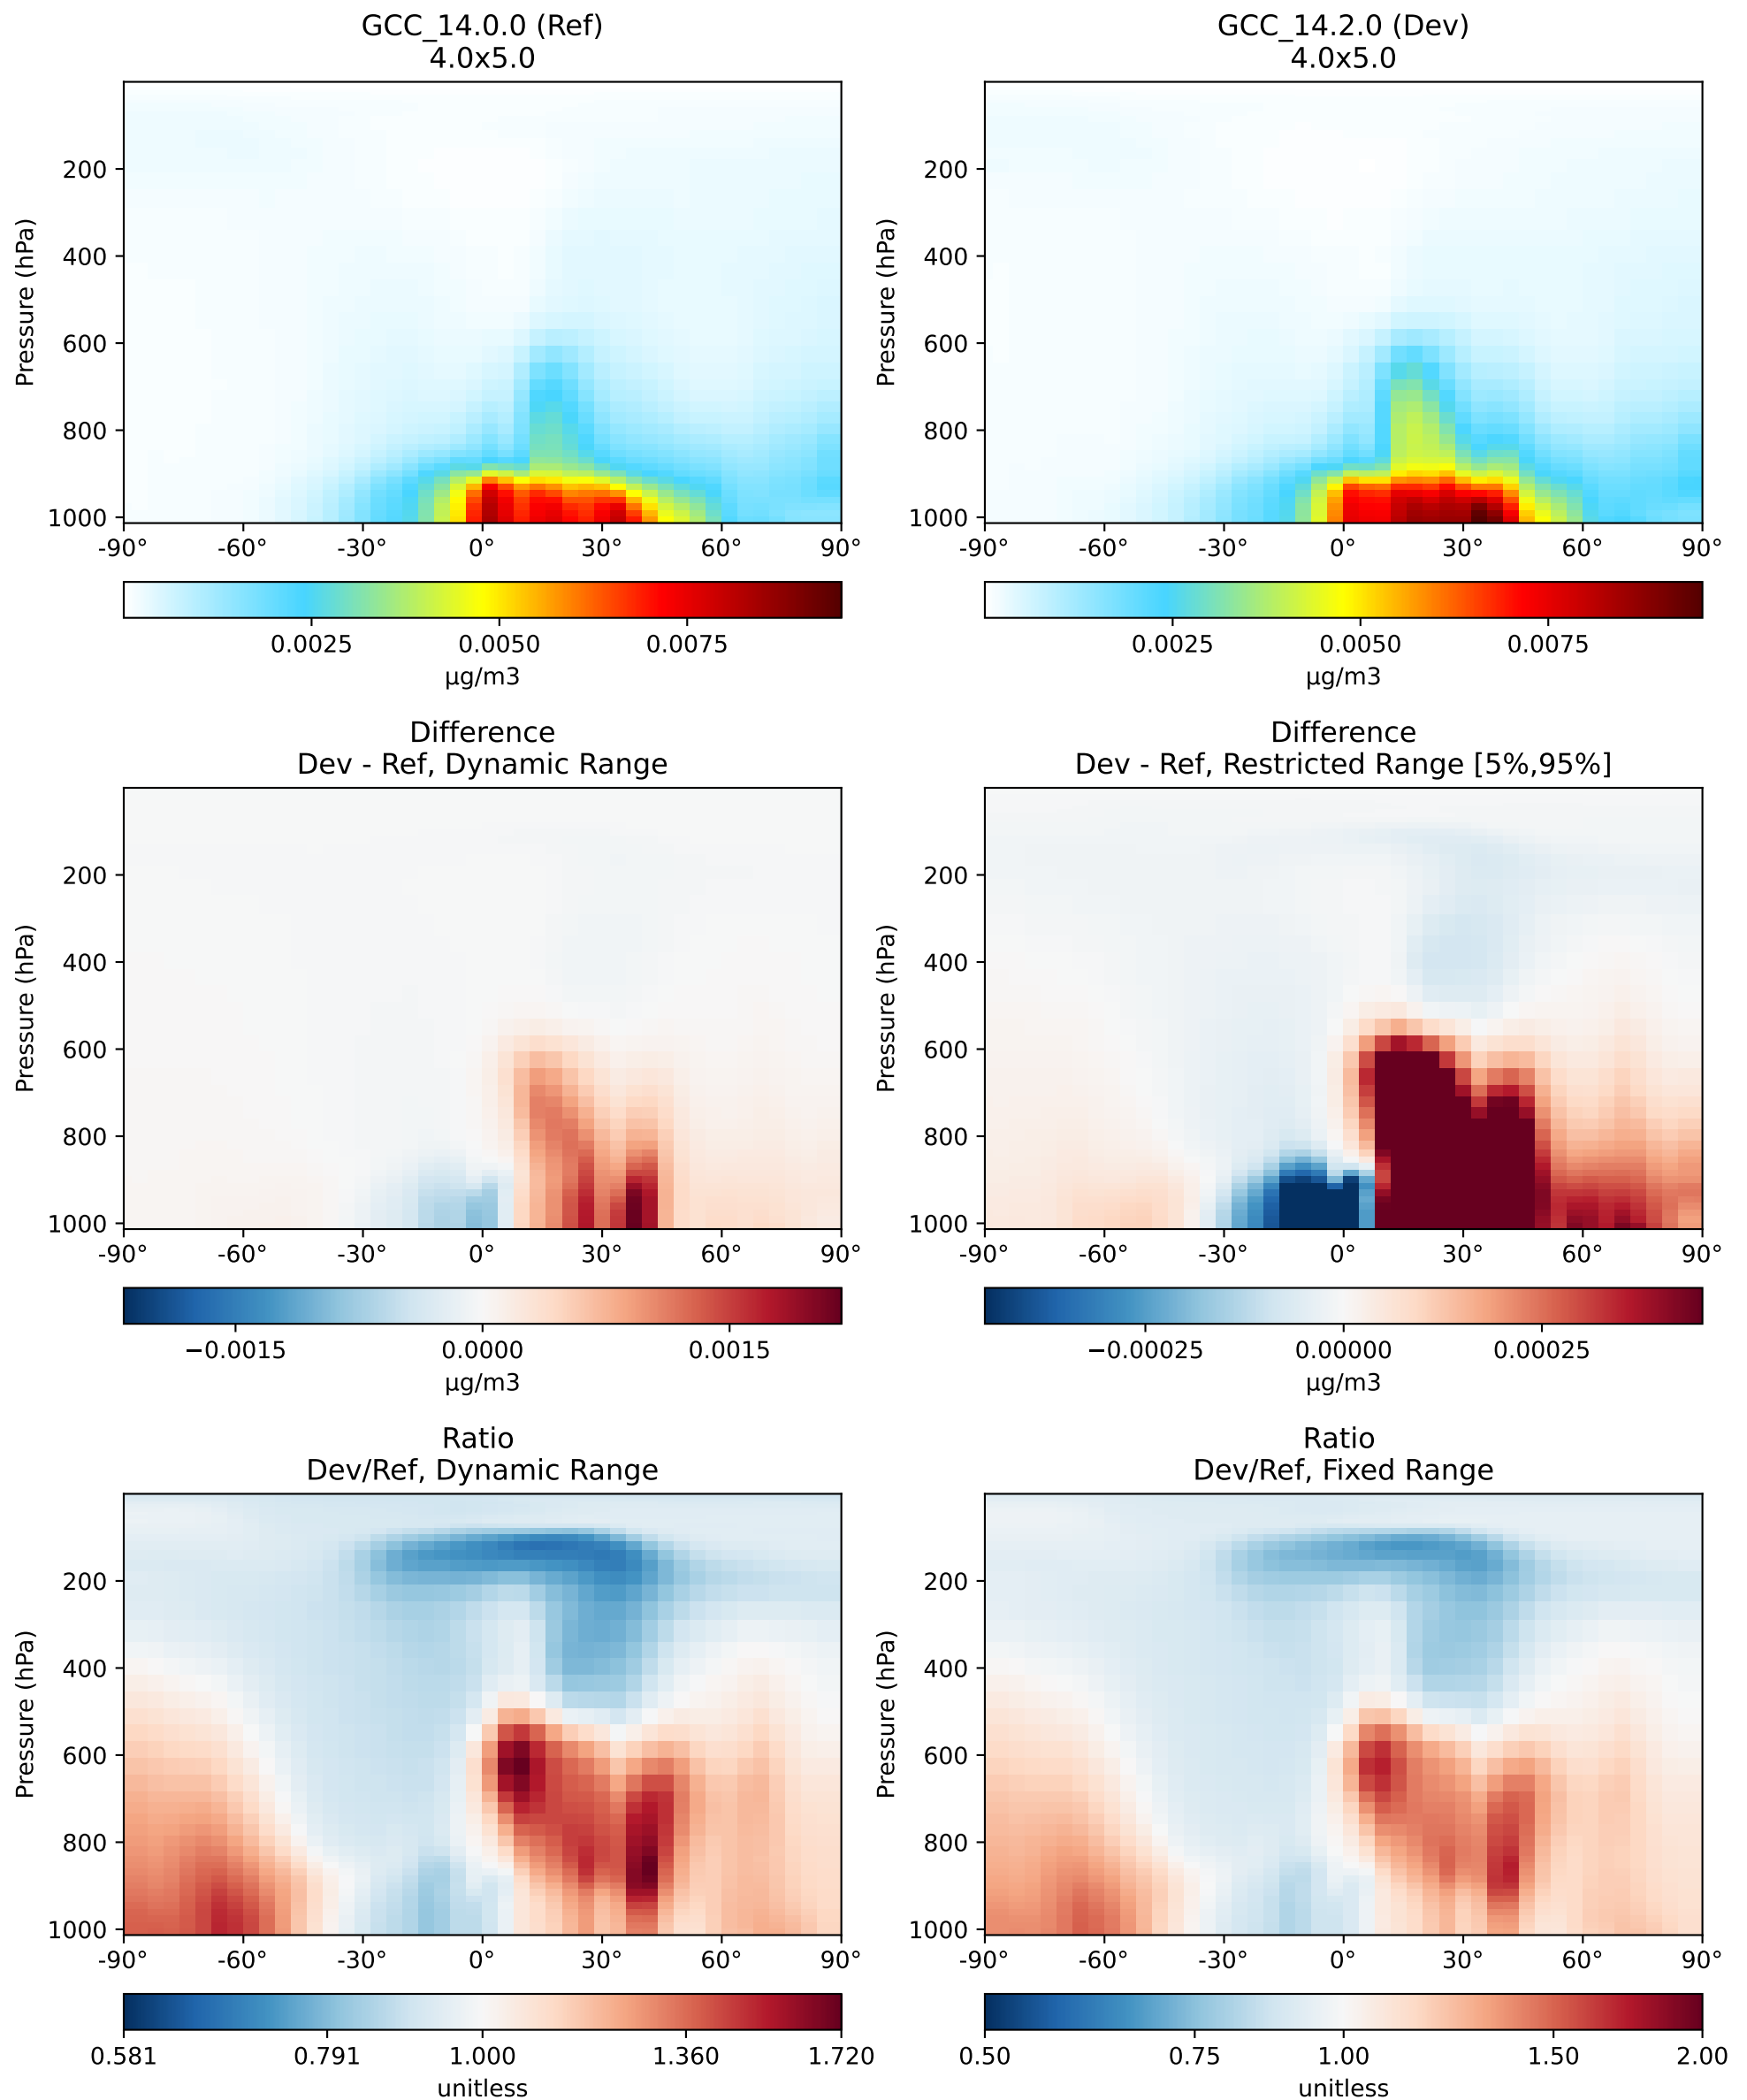 GCC_14.0.0 (Ref)
4.0x5.0
Pressure (hPa)
200
400
600
800
1000
-90° -60° -30° 0° 30° 60° 90°
0.0025 0.0050 0.0075
μg/m3
GCC_14.2.0 (Dev)
4.0x5.0
Pressure (hPa)
200
400
600
800
1000
-90° -60° -30° 0° 30° 60° 90°
0.0025 0.0050 0.0075
μg/m3
Difference
Dev - Ref, Dynamic Range
Pressure (hPa)
200
400
600
800
1000
-90° -60° -30° 0° 30° 60° 90°
−0.0015 0.0000 0.0015
μg/m3
Difference
Dev - Ref, Restricted Range [5%,95%]
Pressure (hPa)
200
400
600
800
1000
-90° -60° -30° 0° 30° 60° 90°
−0.00025 0.00000 0.00025
μg/m3
Ratio
Dev/Ref, Dynamic Range
Pressure (hPa)
200
400
600
800
1000
-90° -60° -30° 0° 30° 60° 90°
0.581 0.791 1.000 1.360 1.720
unitless
Ratio
Dev/Ref, Fixed Range
Pressure (hPa)
200
400
600
800
1000
-90° -60° -30° 0° 30° 60° 90°
0.50 0.75 1.00 1.50 2.00
unitless